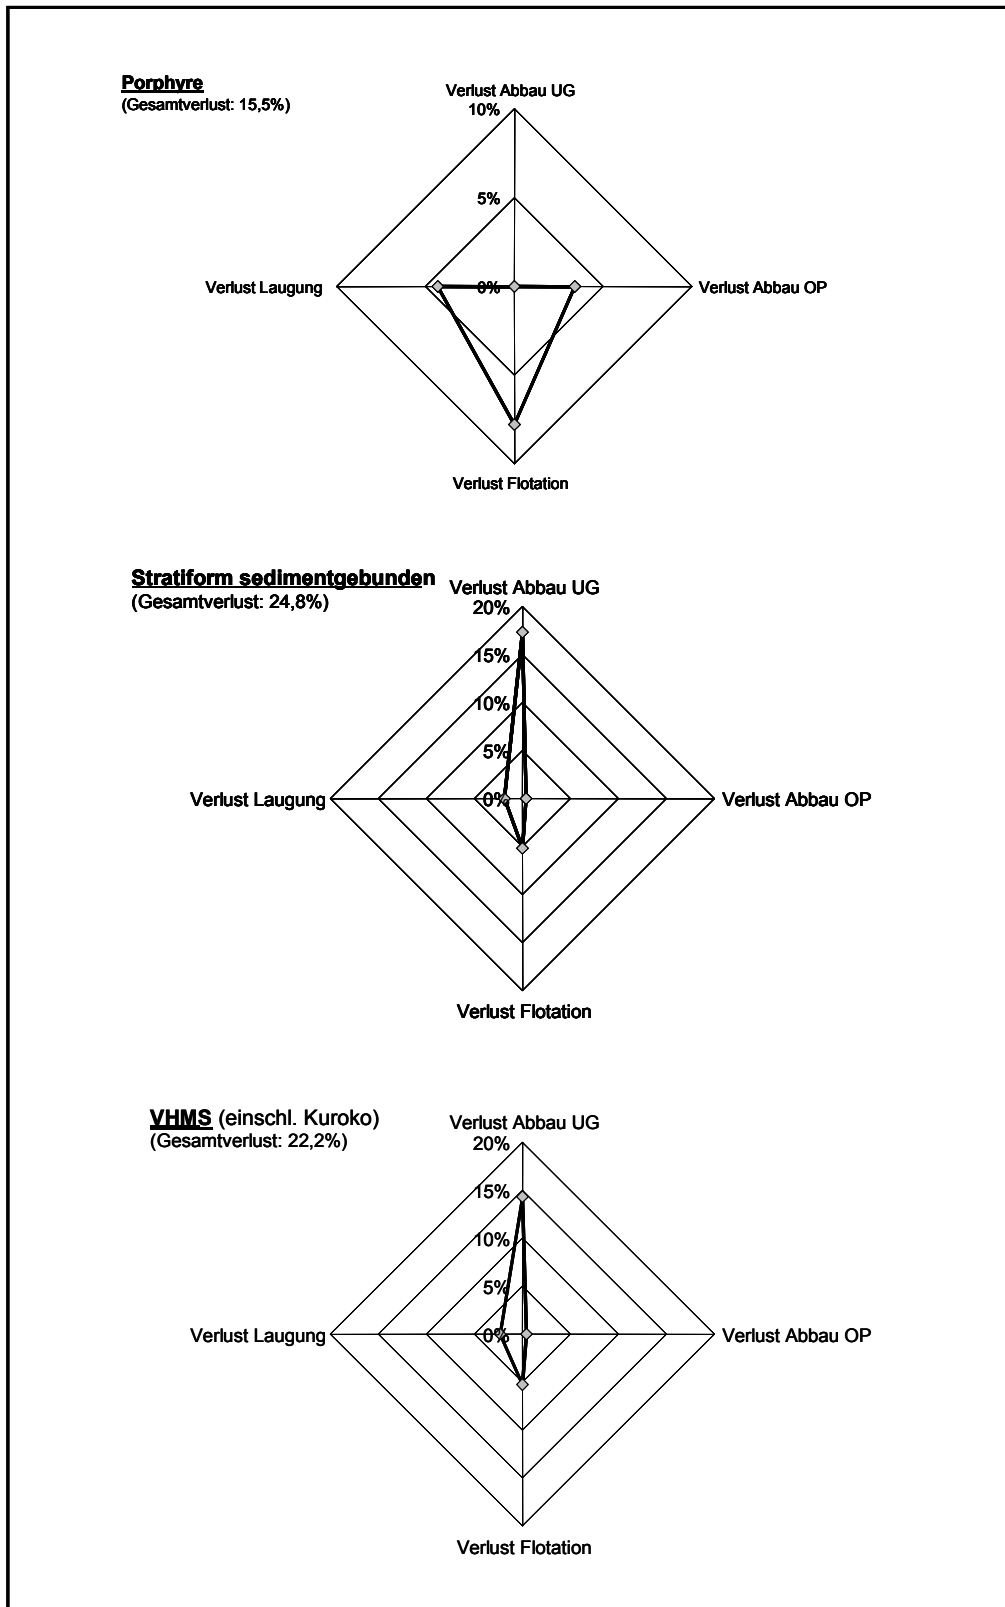 Porphyre
(Gesamtverlust: 15,5%)
Verlust Abbau UG
10%
5%
Verlust Laugung
0%
Verlust Abbau OP
Verlust Flotation
Stratiform sedimentgebunden
(Gesamtverlust: 24,8%)
Verlust Abbau UG
20%
15%
10%
5%
Verlust Laugung
0%
Verlust Abbau OP
Verlust Flotation
VHMS (einschl. Kuroko)
(Gesamtverlust: 22,2%)
Verlust Abbau UG
20%
15%
10%
5%
Verlust Laugung
0%
Verlust Abbau OP
Verlust Flotation